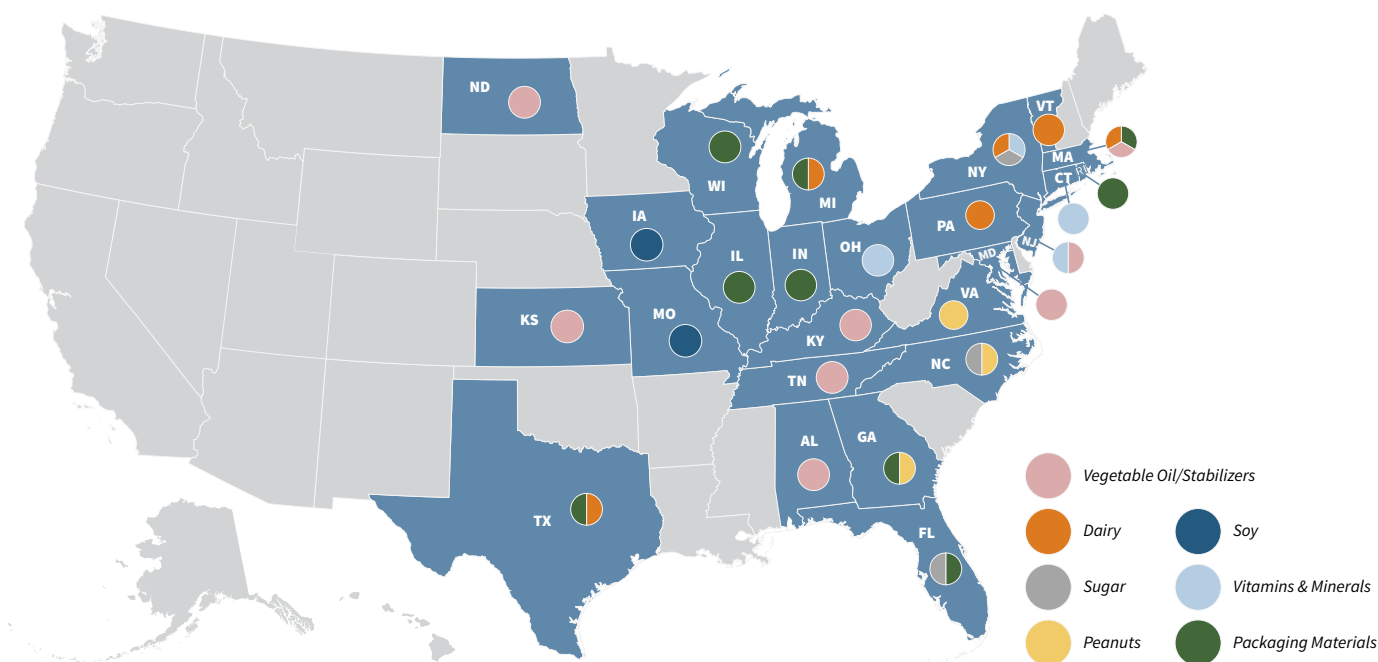 ND
VT
MA
WI
NY
CT
RI
MI
IA
PA
OH
NJ
IL
IN
MD
VA
KS
MO
KY
NC
TN
AL
GA
TX
FL
Vegetable Oil/Stabilizers
Dairy
Soy
Sugar
Vitamins & Minerals
Peanuts
Packaging Materials